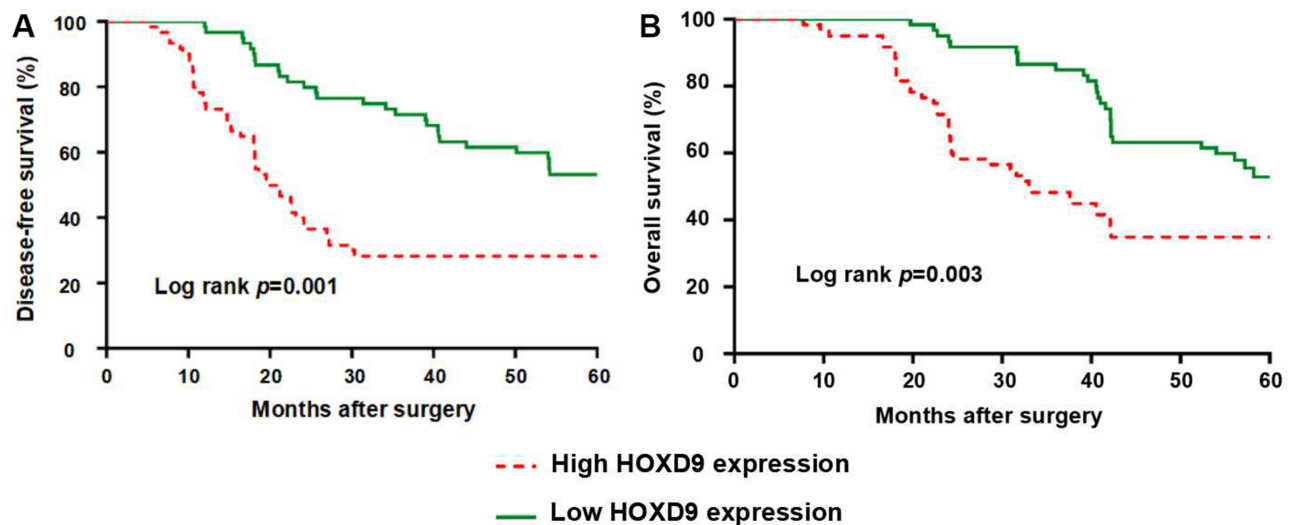 A
Disease-free survival (%)
100
80
60
40
20
0
Log rank p=0.001
0 10 20 30 40 50 60
Months after surgery
B
Overall survival (%)
100
80
60
40
20
0
Log rank p=0.003
0 10 20 30 40 50 60
Months after surgery
High HOXD9 expression
Low HOXD9 expression